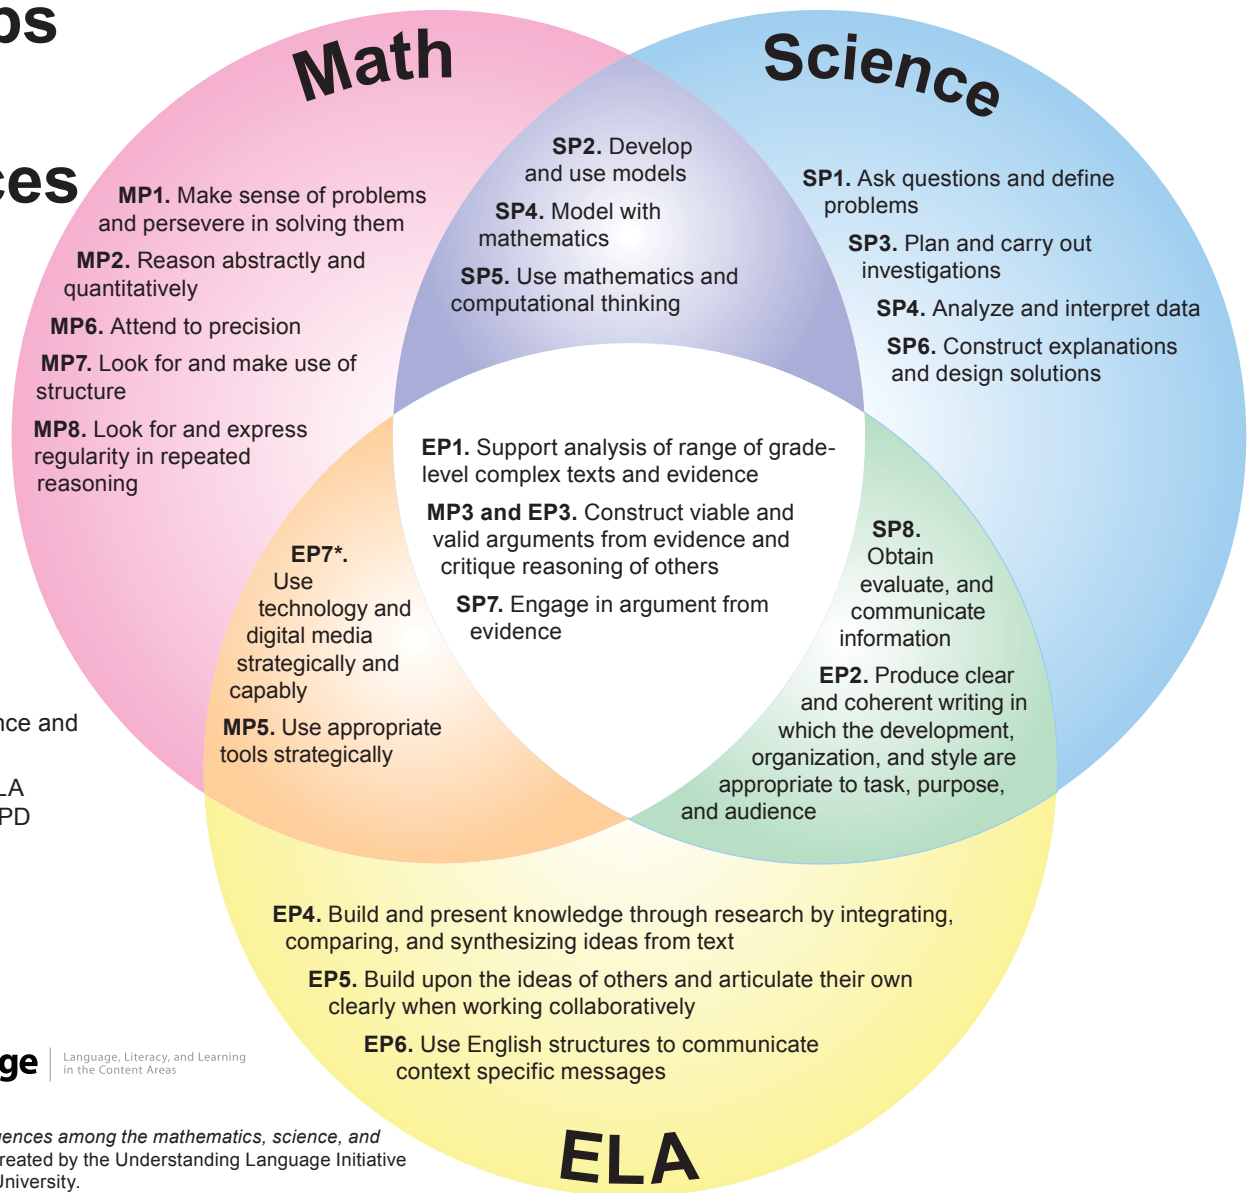 ps
ces
Math
MP1. Make sense of problems
and persevere in solving them
MP2. Reason abstractly and
quantitatively
MP6. Attend to precision
MP7. Look for and make use of
structure
MP8. Look for and express
regularity in repeated
reasoning
SP2. Develop
and use models
SP4. Model with
mathematics
SP5. Use mathematics and
computational thinking
Science
SP1. Ask questions and define
problems
SP3. Plan and carry out
investigations
SP4. Analyze and interpret data
SP6. Construct explanations
and design solutions
EP1. Support analysis of range of grade-
level complex texts and evidence
MP3 and EP3. Construct viable and
valid arguments from evidence and
critique reasoning of others
SP7. Engage in argument from
evidence
EP7*.
Use
technology and
digital media
strategically and
capably
MP5. Use appropriate
tools strategically
SP8.
Obtain
evaluate, and
communicate
information
EP2. Produce clear
and coherent writing in
which the development,
organization, and style are
appropriate to task, purpose,
and audience
nce and
LA
PD
EP4. Build and present knowledge through research by integrating,
comparing, and synthesizing ideas from text
EP5. Build upon the ideas of others and articulate their own
clearly when working collaboratively
EP6. Use English structures to communicate
context specific messages
ELA
ge
Language, Literacy, and Learning
in the Content Areas
gences among the mathematics, science, and
reated by the Understanding Language Initiative
University.